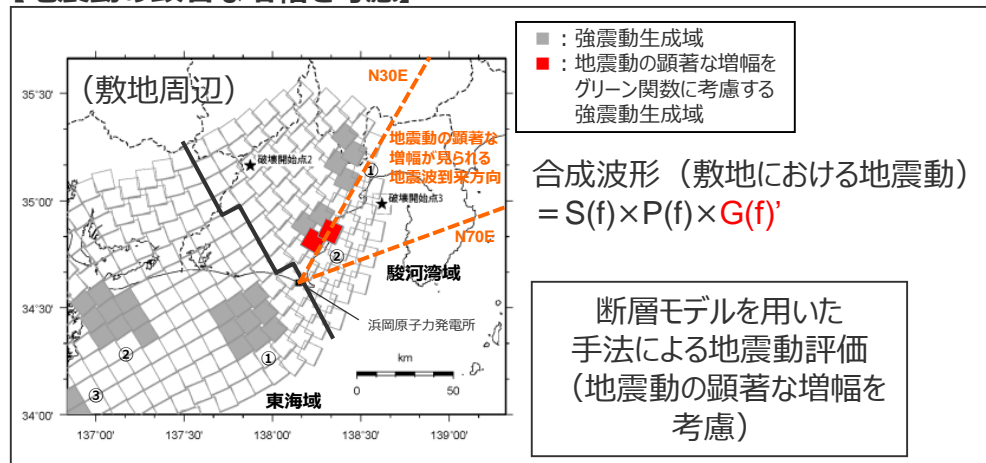 【地震動の顕著な増幅を考慮】
(敷地周辺)
N30E
地震動の顕著な
増幅が見られる
地震波到来方向
N70E
35°30'
35°00'
34°30'
34°00'
137°00'
137°30'
138°00'
138°30'
139°00'
破壊開始点2
破壊開始点3
①
②
駿河湾域
浜岡原子力発電所
km
0
50
②
①
③
東海域
:強震動生成域
:地震動の顕著な増幅を
グリーン関数に考慮する
強震動生成域
合成波形(敷地における地震動)
=S(f)×P(f)×G(f)’
断層モデルを用いた
手法による地震動評価
(地震動の顕著な増幅を
考慮)